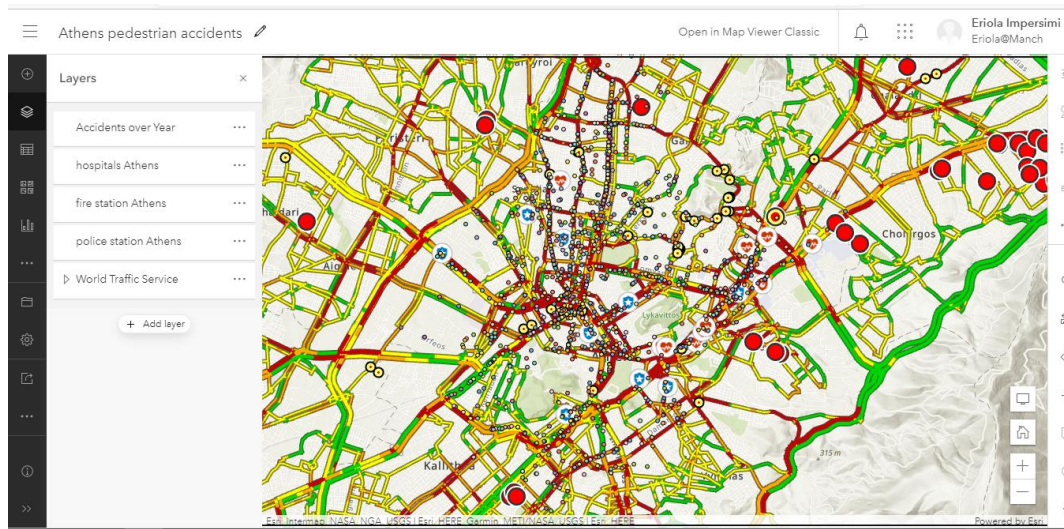 Athens pedestrian accidents
Open in Map Viewer Classic
Eriola Impersimi
Eriola@Manch
Layers
Accidents over Year
hospitals Athens
fire station Athens
police station Athens
World Traffic Service
+ Add layer
Cholargos
Lykavittos
315 m
Esri, Intermap, NASA, NGA, USGS | Esri, HERE, Garmin, METI/NASA, USGS | Esri, HERE
Powered by Esri